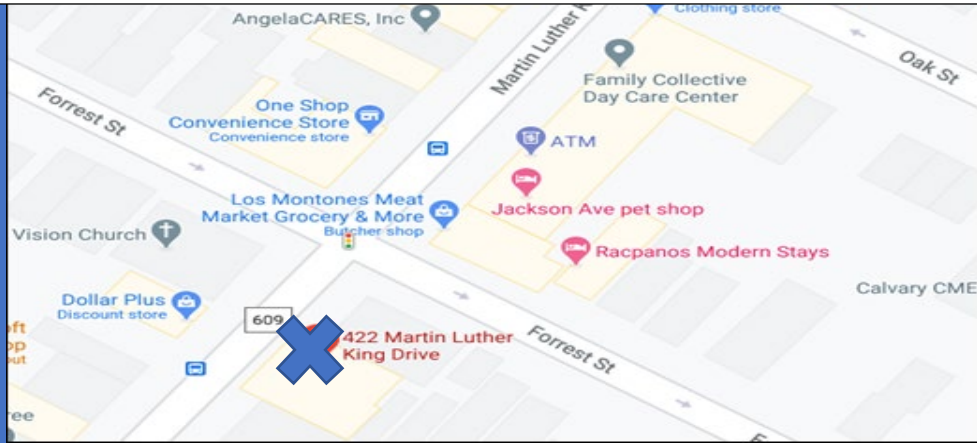 AngelaCARES, Inc
Martin Luther
Clothing store
Oak St
Family Collective
Day Care Center
Forrest St
One Shop
Convenience Store
Convenience store
ATM
Los Montones Meat
Market Grocery & More
Butcher shop
Jackson Ave pet shop
Vision Church
Racpanos Modern Stays
Calvary CME
Dollar Plus
Discount store
609
422 Martin Luther
King Drive
Forrest St